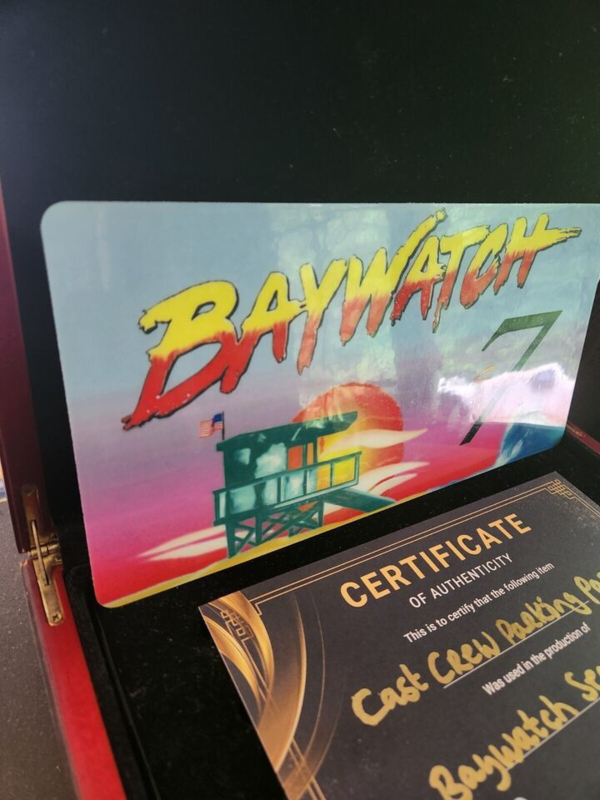 BAYWATCH
7
CERTIFICATE
OF AUTHENTICITY
This is to certify that the following item
Cast Crew Parking
Was used in the production of
Baywatch